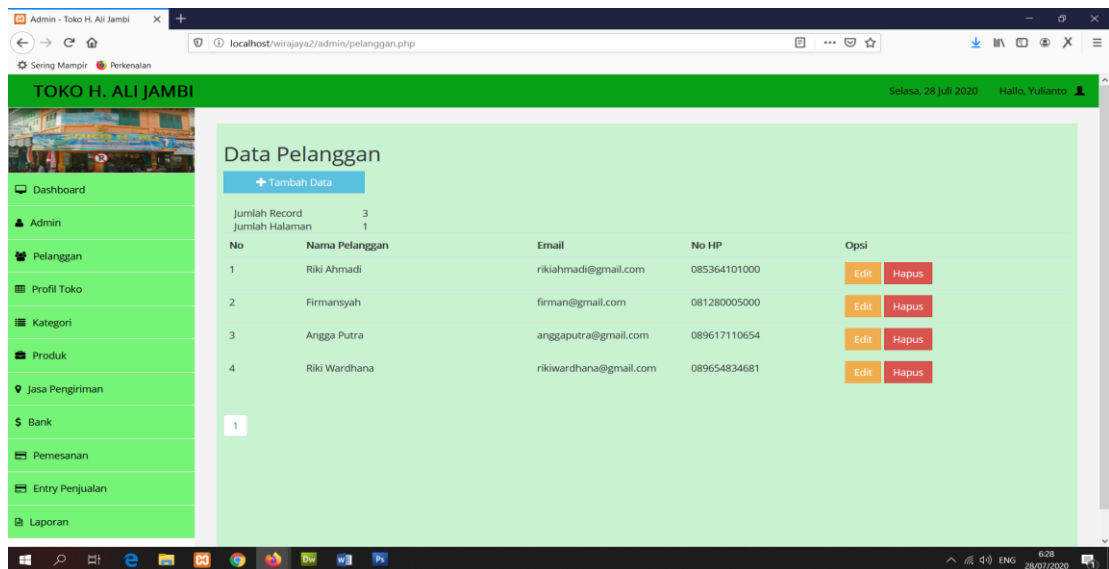 Admin - Toko H. Ali Jambi
localhost/wirajaya2/admin/pelanggan.php
Sering Mampir Perkenalan
TOKO H. ALI JAMBI
Selasa, 28 Juli 2020 Hallo, Yulianto
Dashboard
Admin
Pelanggan
Profil Toko
Kategori
Produk
Jasa Pengiriman
$ Bank
Pemesanan
Entry Penjualan
Laporan
Data Pelanggan
Tambah Data
Jumlah Record 3
Jumlah Halaman 1
No Nama Pelanggan Email No HP Opsi
1 Riki Ahmadi rikiahmadi@gmail.com 085364101000 Edit Hapus
2 Firmansyah firman@gmail.com 081280005000 Edit Hapus
3 Angga Putra anggaputra@gmail.com 089617110654 Edit Hapus
4 Riki Wardhana rikiwardhana@gmail.com 089654834681 Edit Hapus
1
Dw Ps
ENG
6:28
28/07/2020